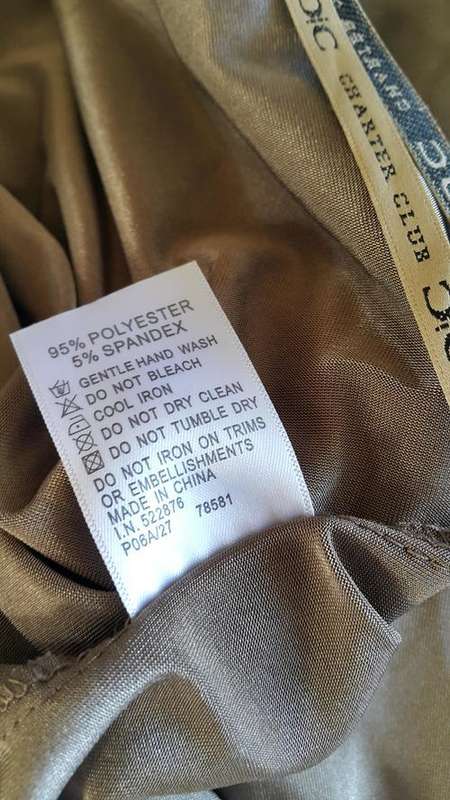 95% POLYESTER
5% SPANDEX
GENTLE HAND WASH
DO NOT BLEACH
COOL IRON
DO NOT DRY CLEAN
DO NOT TUMBLE DRY
DO NOT IRON ON TRIMS
OR EMBELLISHMENTS
MADE IN CHINA
I.N. 522876 78581
P06A/27
CHARTER CLUB